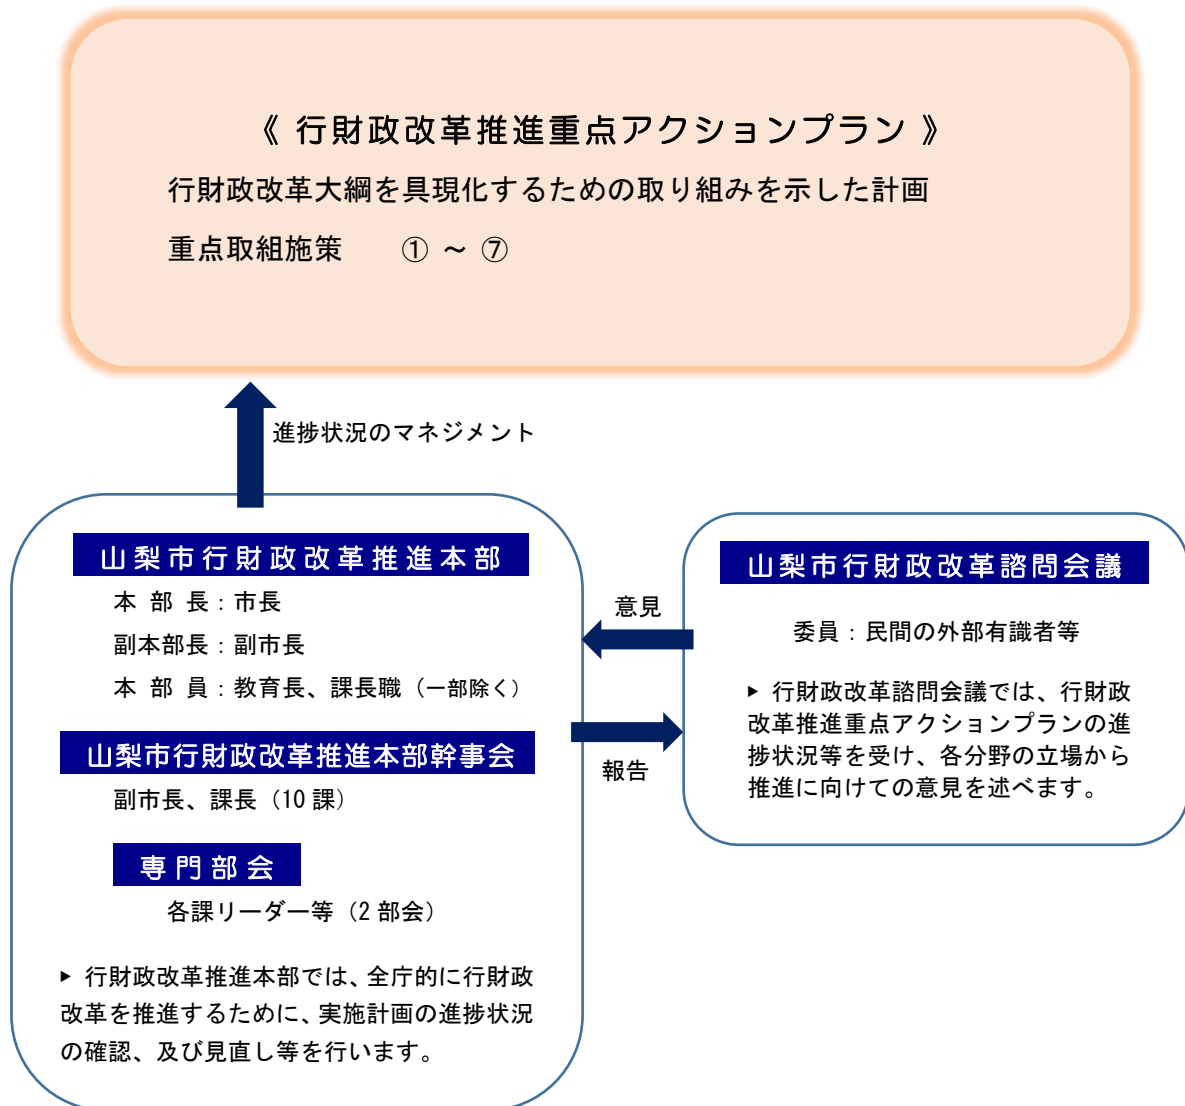 《 行財政改革推進重点アクションプラン 》
行財政改革大綱を具現化するための取り組みを示した計画
重点取組施策　　① ～ ⑦
進捗状況のマネジメント
山梨市行財政改革推進本部
本 部 長：市長
副本部長：副市長
本 部 員：教育長、課長職（一部除く）
山梨市行財政改革推進本部幹事会
副市長、課長（10 課）
専門部会
各課リーダー等（2 部会）
▶ 行財政改革推進本部では、全庁的に行財政
改革を推進するために、実施計画の進捗状況
の確認、及び見直し等を行います。
意見
報告
山梨市行財政改革諮問会議
委員：民間の外部有識者等
▶ 行財政改革諮問会議では、行財政
改革推進重点アクションプランの進
捗状況等を受け、各分野の立場から
推進に向けての意見を述べます。